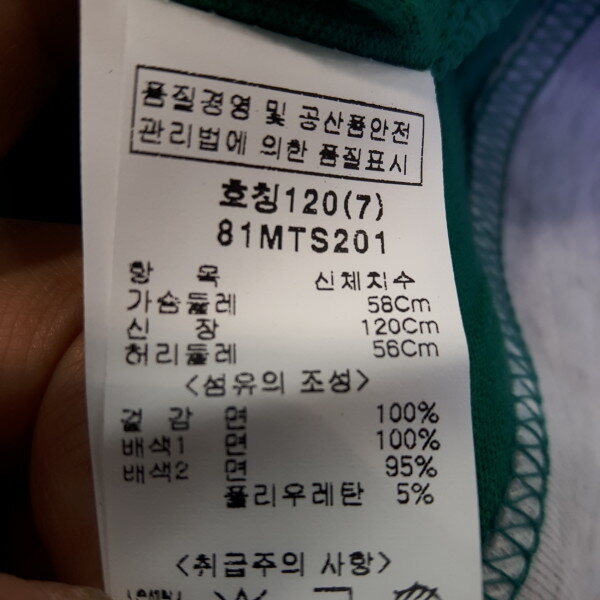 품질경영 및 공산품안전
관리법에 의한 품질표시
호칭120(7)
81MTS201
항 목 신체치수
가슴둘레 58Cm
신 장 120Cm
허리둘레 56Cm
<섬유의 조성>
겉 감 면 100%
배색1 면 100%
배색2 면 95%
폴리우레탄 5%
<취급주의 사항>